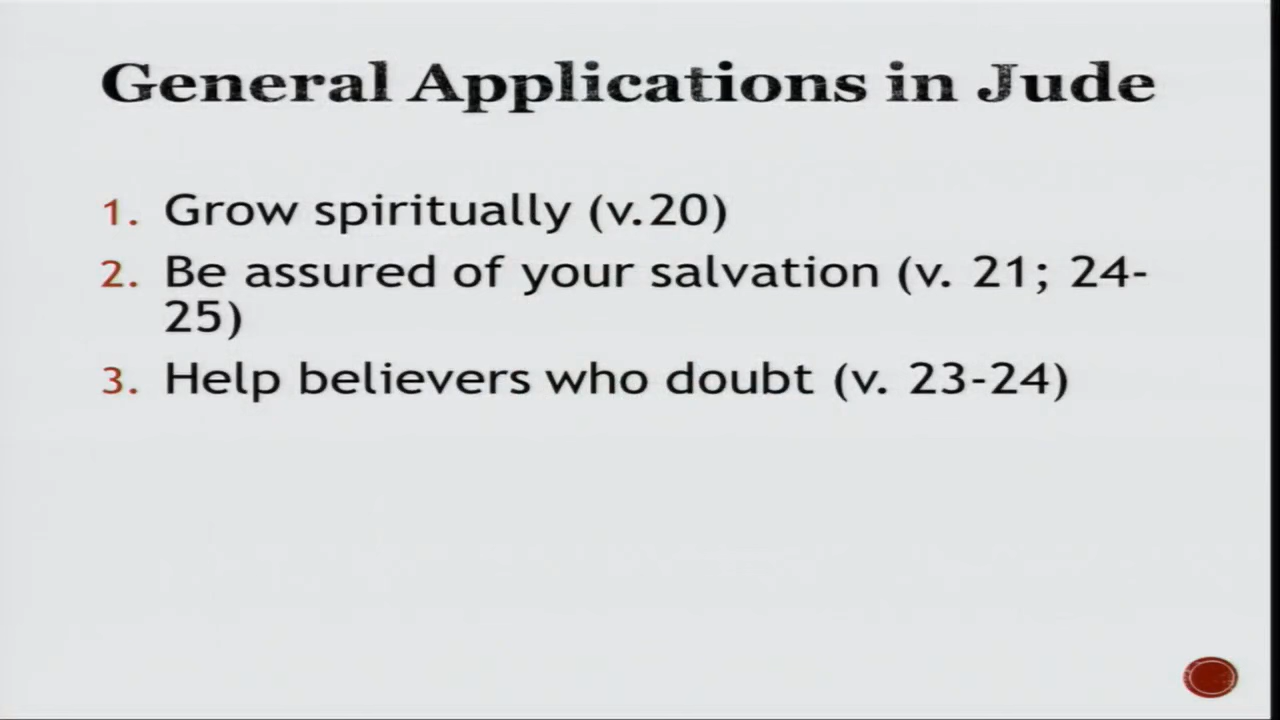 General Applications in Jude
1. Grow spiritually (v.20)
2. Be assured of your salvation (v. 21; 24-
25)
3. Help believers who doubt (v. 23-24)